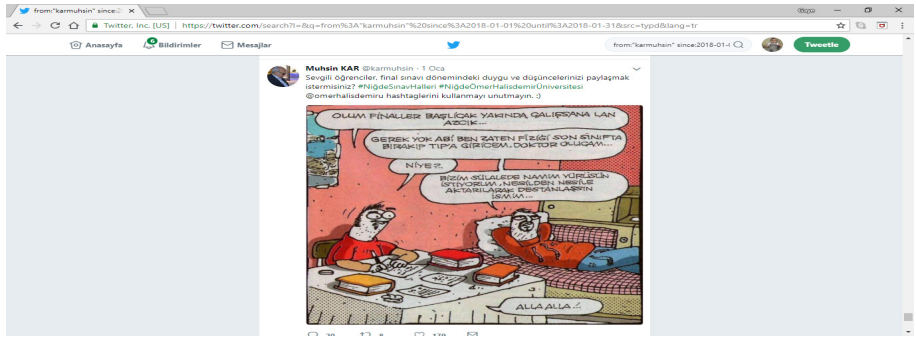 from:"karmuhsin" since:2
Twitter, Inc. [US] | https://twitter.com/search?l=&q=from%3A"karmuhsin"%20since%3A2018-01-01%20until%3A2018-01-31&src=typd&lang=tr
Anasayfa
6
Bildirimler
Mesajlar
from:"karmuhsin" since:2018-01-
Tweetle
Muhsin KAR @karmuhsin · 1 Oca
Sevgili öğrenciler, final sınavı dönemindeki duygu ve düşüncelerinizi paylaşmak
istermisiniz? #NiğdeSınavHalleri #NiğdeÖmerHalisdemirÜniversitesi
@omerhalisdemiru hashtaglerini kullanmayı unutmayın. :)
OLUM FİNALLER BAŞLICAK YAKINDA, ÇALIŞSANA LAN
AZCIK...
GEREK YOK ABİ BEN ZATEN FİZİĞİ SON SINIFTA
BIRAKIP TIP'A GİRİCEM, DOKTOR OLUCAM...
NİYE?..
BİZİM SÜLALEDE NAMIM YÜRÜSÜN
İSTİYORUM, NESİLDEN NESİLE
AKTARILARAK DESTANLAŞSIN
İSMİM...
ALLA ALLA..!